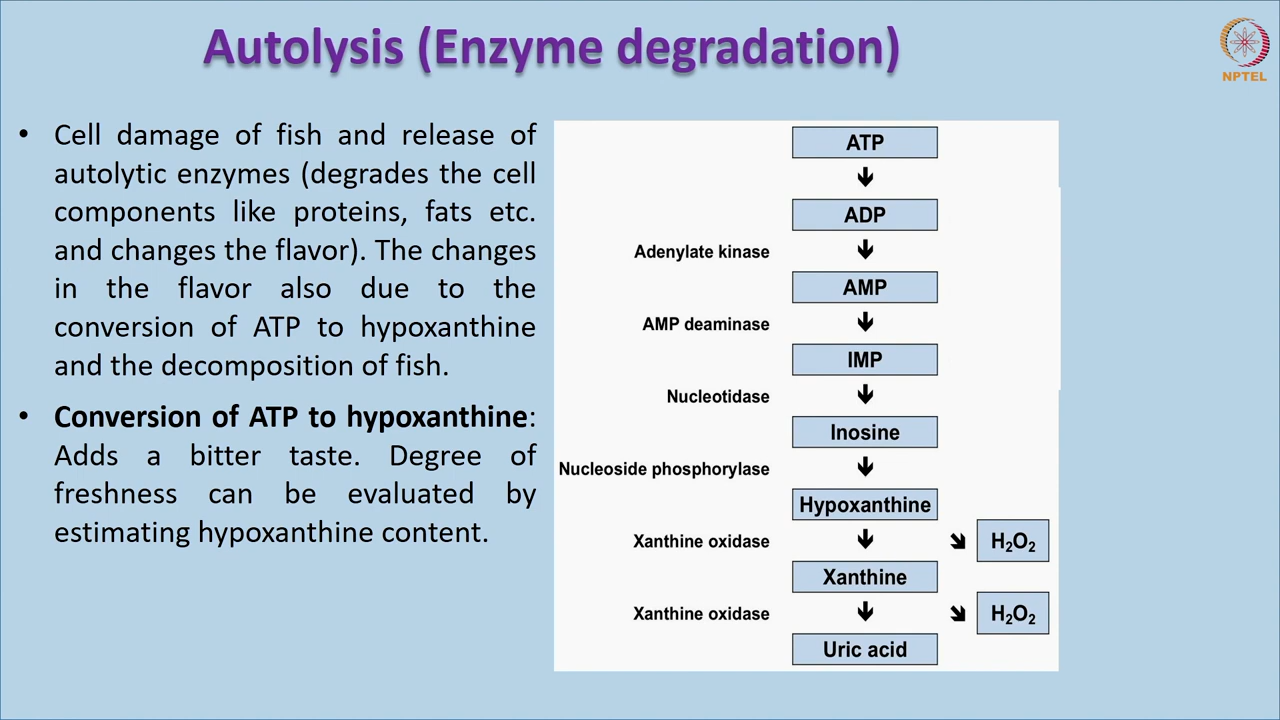 Autolysis (Enzyme degradation)
NPTEL
• Cell damage of fish and release of
autolytic enzymes (degrades the cell
components like proteins, fats etc.
and changes the flavor). The changes
in the flavor also due to the
conversion of ATP to hypoxanthine
and the decomposition of fish.
• Conversion of ATP to hypoxanthine:
Adds a bitter taste. Degree of
freshness can be evaluated by
estimating hypoxanthine content.
ATP
ADP
Adenylate kinase
AMP
AMP deaminase
IMP
Nucleotidase
Inosine
Nucleoside phosphorylase
Hypoxanthine
Xanthine oxidase
H₂O₂
Xanthine
Xanthine oxidase
H₂O₂
Uric acid